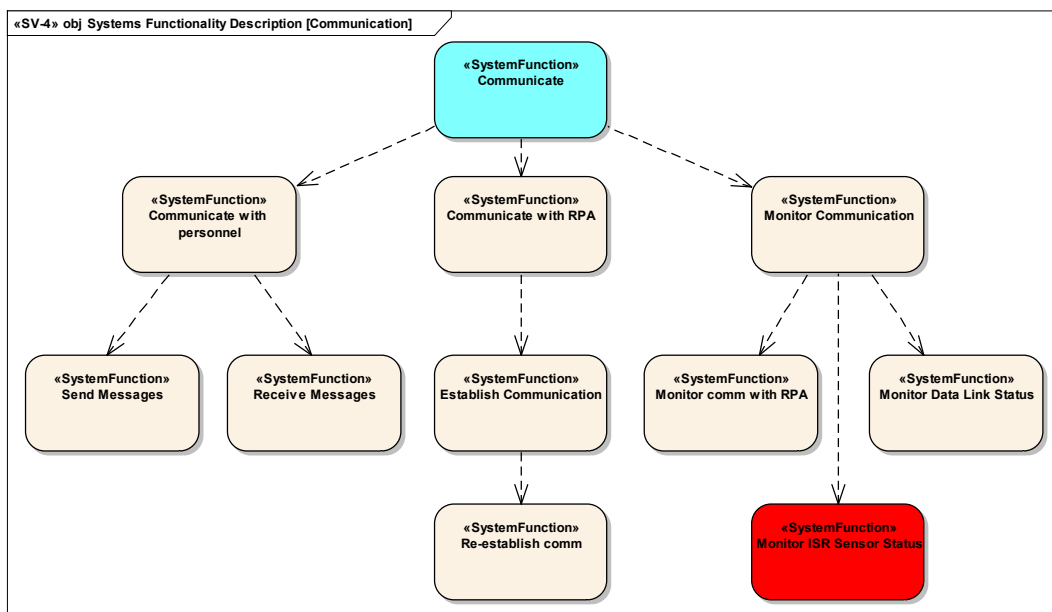 «SV-4» obj Systems Functionality Description [Communication]
«SystemFunction»
Communicate
«SystemFunction»
Communicate with
personnel
«SystemFunction»
Communicate with RPA
«SystemFunction»
Monitor Communication
«SystemFunction»
Send Messages
«SystemFunction»
Receive Messages
«SystemFunction»
Establish Communication
«SystemFunction»
Monitor comm with RPA
«SystemFunction»
Monitor Data Link Status
«SystemFunction»
Re-establish comm
«SystemFunction»
Monitor ISR Sensor Status